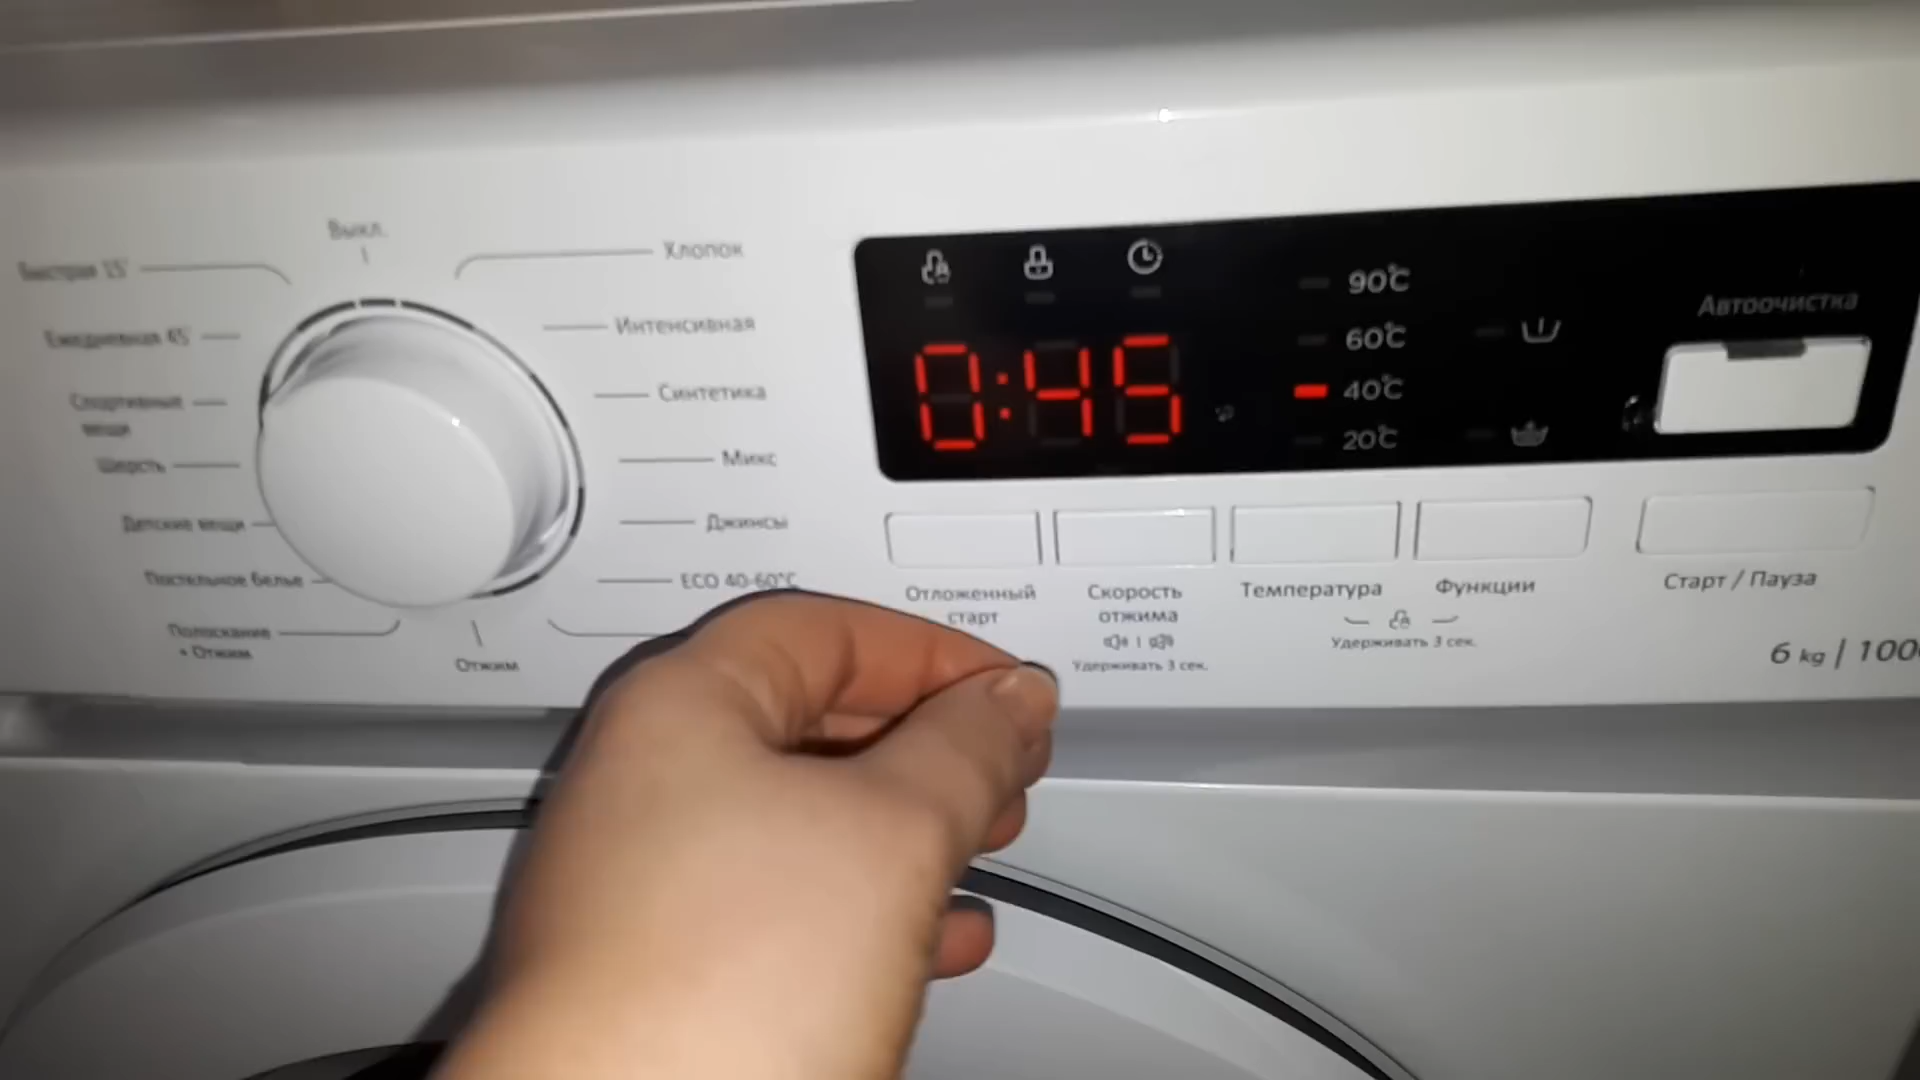 Выкл.
Быстрая 15'
Ежедневная 45'
Спортивные
вещи
Шерсть
Детские вещи
Постельное белье
Полоскание
+ Отжим
Отжим
Хлопок
Интенсивная
Синтетика
Микс
Джинсы
ECO 40-60°C
0:45
90°C
60°C
40°C
20°C
Автоочистка
Отложенный
старт
Скорость
отжима
Удерживать 3 сек.
Температура
Функции
Удерживать 3 сек.
Старт / Пауза
6 kg | 100